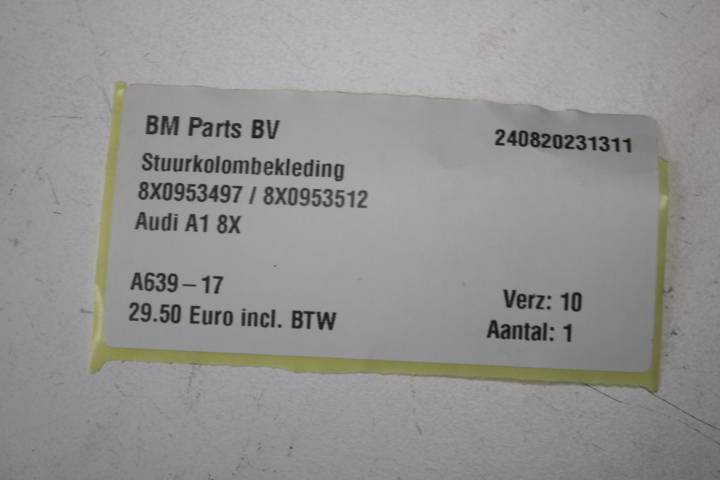 BM Parts BV 240820231311
Stuurkolombekleding
8X0953497 / 8X0953512
Audi A1 8X
A639-17
Verz: 10
29.50 Euro incl. BTW
Aantal: 1